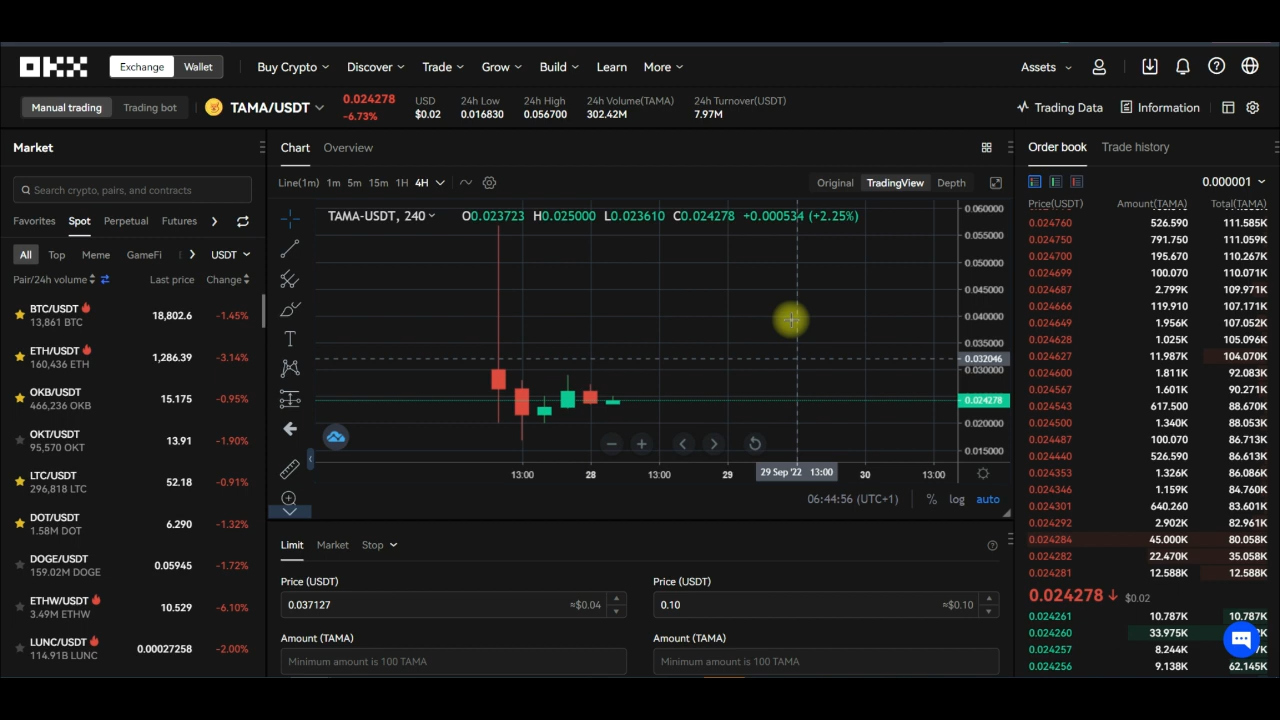 OKX
Exchange Wallet
Buy Crypto Discover Trade Grow Build Learn More
Assets
Manual trading Trading bot
TAMA/USDT
0.024278
-6.73%
USD
$0.02
24h Low
0.016830
24h High
0.056700
24h Volume(TAMA)
302.42M
24h Turnover(USDT)
7.97M
Trading Data
Information
Market
Search crypto, pairs, and contracts
Favorites Spot Perpetual Futures
All Top Meme GameFi USDT
Pair/24h volume Last price Change
BTC/USDT
13,861 BTC
18,802.6 -1.45%
ETH/USDT
160,436 ETH
1,286.39 -3.14%
OKB/USDT
466,236 OKB
15.175 -0.95%
OKT/USDT
95,570 OKT
13.91 -1.90%
LTC/USDT
296,818 LTC
52.18 -0.91%
DOT/USDT
1.58M DOT
6.290 -1.32%
DOGE/USDT
159.02M DOGE
0.05945 -1.72%
ETHW/USDT
3.49M ETHW
10.529 -6.10%
LUNC/USDT
114.91B LUNC
0.00027258 -2.00%
Chart Overview
Line(1m) 1m 5m 15m 1H 4H
Original TradingView Depth
TAMA-USDT, 240 O0.023723 H0.025000 L0.023610 C0.024278 +0.000534 (+2.25%)
0.060000
0.055000
0.050000
0.045000
0.040000
0.035000
0.032046
0.030000
0.024278
0.020000
0.015000
13:00 28 13:00 29 29 Sep '22 13:00 30 13:00
06:44:56 (UTC+1) % log auto
Limit Market Stop
Price (USDT)
0.037127 ≈$0.04
Amount (TAMA)
Minimum amount is 100 TAMA
Price (USDT)
0.10 ≈$0.10
Amount (TAMA)
Minimum amount is 100 TAMA
Order book Trade history
0.000001
Price(USDT) Amount(TAMA) Total(TAMA)
0.024760 526.590 111.585K
0.024750 791.750 111.059K
0.024700 195.670 110.267K
0.024699 100.070 110.071K
0.024687 2.799K 109.971K
0.024666 119.910 107.171K
0.024649 1.956K 107.052K
0.024628 1.025K 105.096K
0.024627 11.987K 104.070K
0.024600 1.811K 92.083K
0.024567 1.601K 90.271K
0.024543 617.500 88.670K
0.024500 1.340K 88.053K
0.024487 100.070 86.713K
0.024440 526.590 86.613K
0.024353 1.326K 86.086K
0.024346 1.159K 84.760K
0.024301 640.260 83.601K
0.024292 2.902K 82.961K
0.024284 45.000K 80.058K
0.024282 22.470K 35.058K
0.024281 12.588K 12.588K
0.024278 $0.02
0.024261 10.787K 10.787K
0.024260 33.975K
0.024257 8.244K
0.024256 9.138K 62.145K